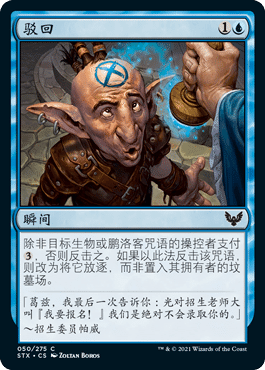 驳回 1
瞬间
除非目标生物或鹏洛客咒语的操控者支付
3，否则反击之。如果以此法反击该咒语，
则改为将它放逐，而非置入其拥有者的坟
墓场。
「葛兹，我最后一次告诉你：光对招生老师大
叫『我要报名！』我们是绝对不会录取你的。」
～招生委员帕威
050/275 C
STX • CS ZOLTAN BOROS
™ & © 2021 Wizards of the Coast